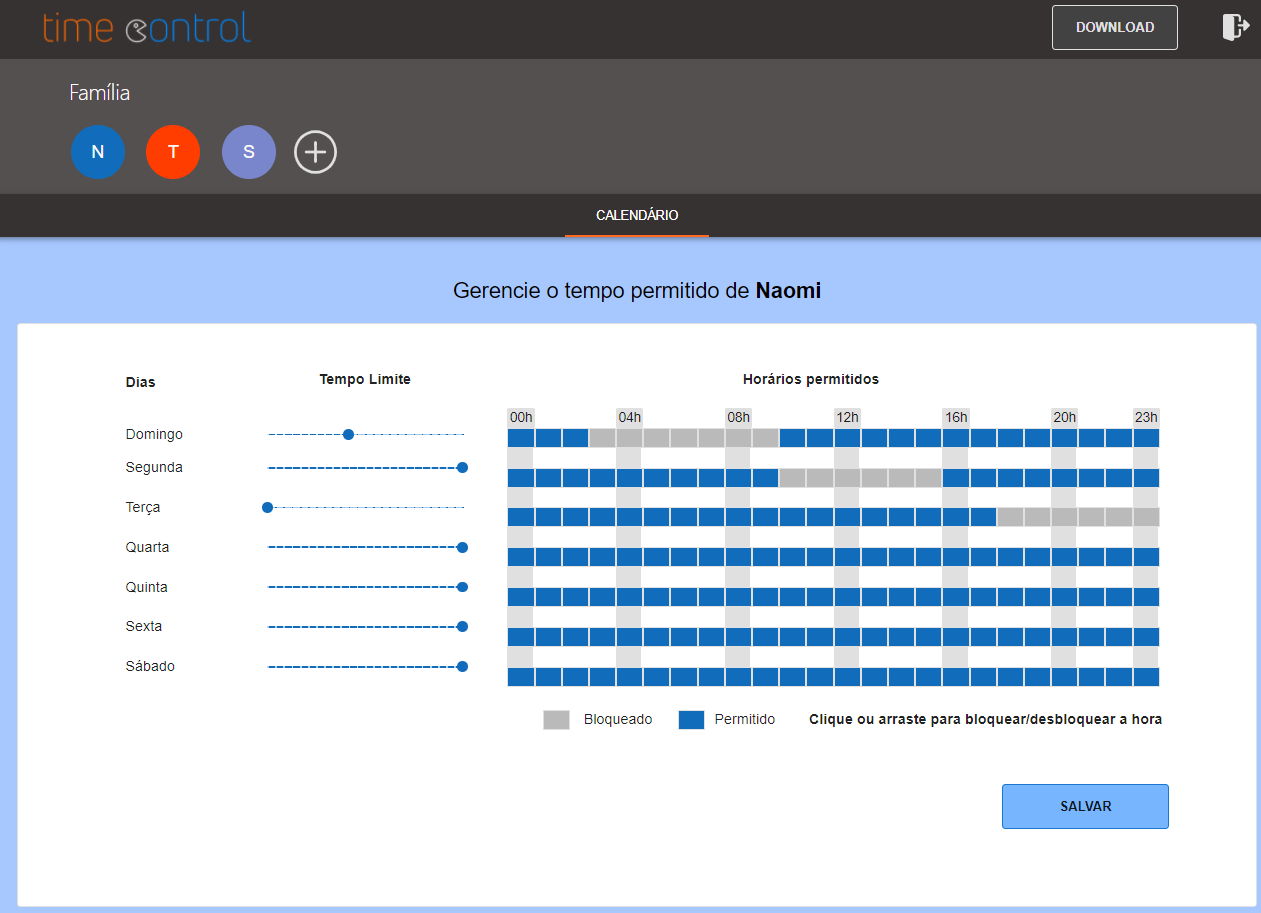 time control
DOWNLOAD
Família
N
T
S
CALENDÁRIO
Gerencie o tempo permitido de Naomi
Dias
Tempo Limite
Horários permitidos
00h 04h 08h 12h 16h 20h 23h
Domingo
Segunda
Terça
Quarta
Quinta
Sexta
Sábado
Bloqueado Permitido Clique ou arraste para bloquear/desbloquear a hora
SALVAR